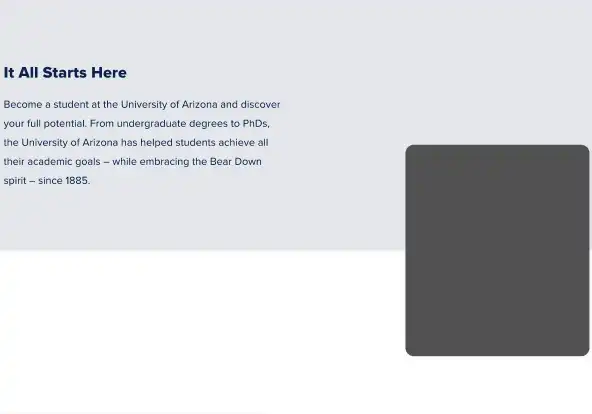 It All Starts Here
Become a student at the University of Arizona and discover
your full potential. From undergraduate degrees to PhDs,
the University of Arizona has helped students achieve all
their academic goals – while embracing the Bear Down
spirit – since 1885.